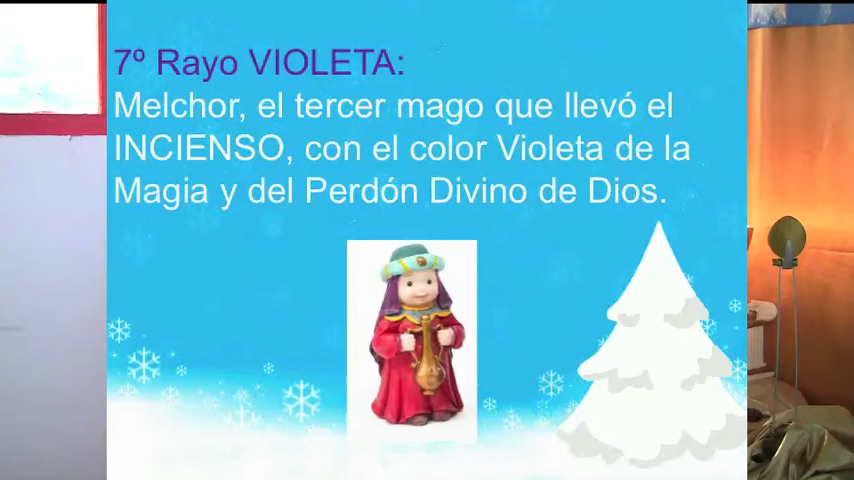 7º Rayo VIOLETA:
Melchor, el tercer mago que llevó el
INCIENSO, con el color Violeta de la
Magia y del Perdón Divino de Dios.